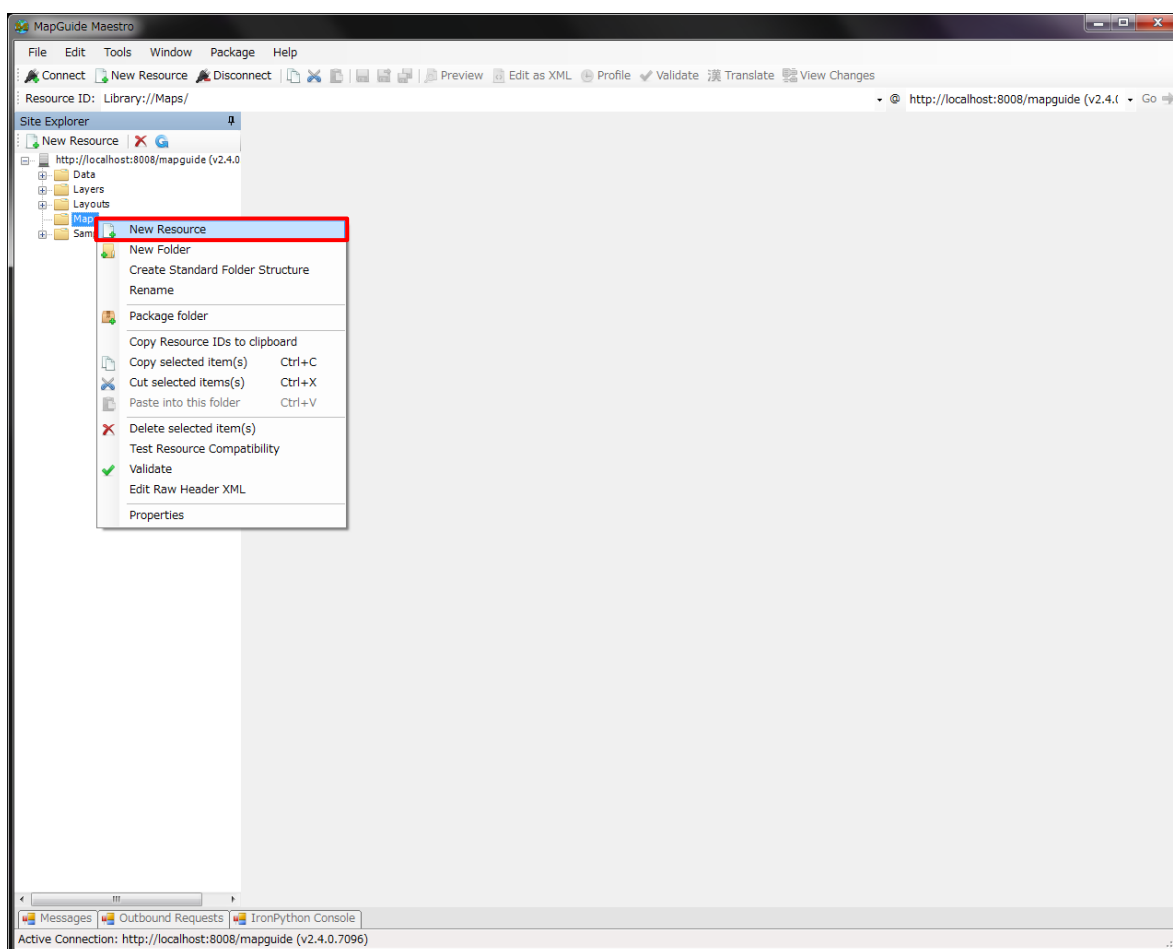 MapGuide Maestro
File Edit Tools Window Package Help
Connect New Resource Disconnect Preview Edit as XML Profile Validate 漢 Translate View Changes
Resource ID: Library://Maps/ @ http://localhost:8008/mapguide (v2.4.( Go
Site Explorer
New Resource
http://localhost:8008/mapguide (v2.4.0
Data
Layers
Layouts
Map
Sam
New Resource
New Folder
Create Standard Folder Structure
Rename
Package folder
Copy Resource IDs to clipboard
Copy selected item(s) Ctrl+C
Cut selected items(s) Ctrl+X
Paste into this folder Ctrl+V
Delete selected item(s)
Test Resource Compatibility
Validate
Edit Raw Header XML
Properties
Messages Outbound Requests IronPython Console
Active Connection: http://localhost:8008/mapguide (v2.4.0.7096)